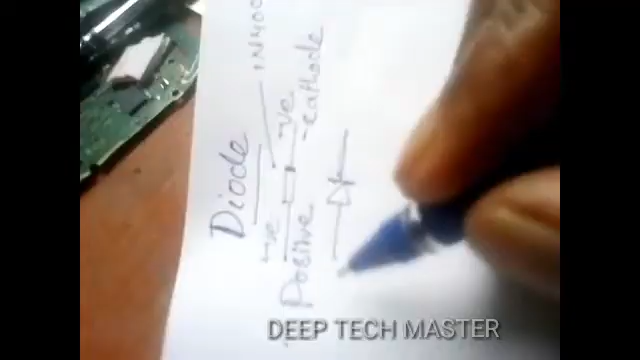 Diode
1N400
-ve
-ve
Positive
-cathode
DEEP TECH MASTER